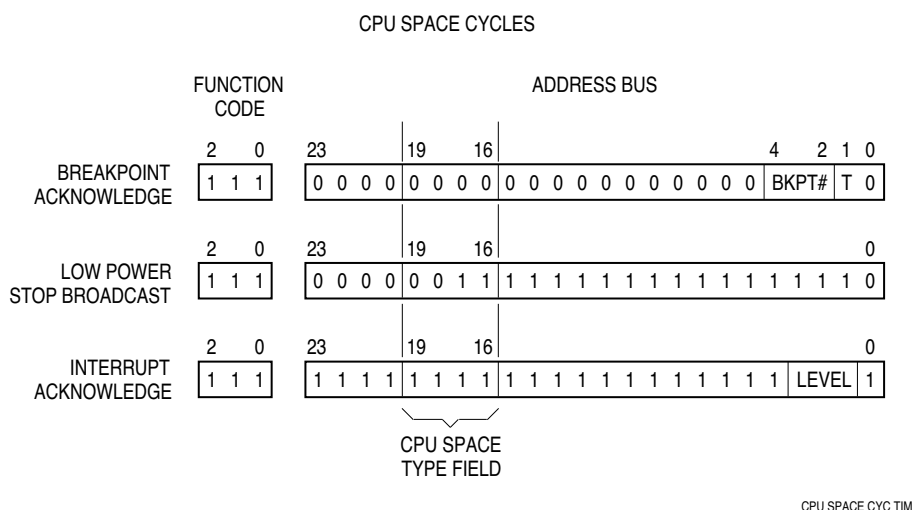 CPU SPACE CYCLES
FUNCTION
CODE
ADDRESS BUS
2 0 23 19 16 4 2 1 0
BREAKPOINT
ACKNOWLEDGE
1 1 1 0 0 0 0 0 0 0 0 0 0 0 0 0 0 0 0 0 0 0 BKPT# T 0
2 0 23 19 16 0
LOW POWER
STOP BROADCAST
1 1 1 0 0 0 0 0 0 1 1 1 1 1 1 1 1 1 1 1 1 1 1 1 1 1 0
2 0 23 19 16 0
INTERRUPT
ACKNOWLEDGE
1 1 1 1 1 1 1 1 1 1 1 1 1 1 1 1 1 1 1 1 1 1 1 LEVEL 1
CPU SPACE
TYPE FIELD
CPU SPACE CYC TIM